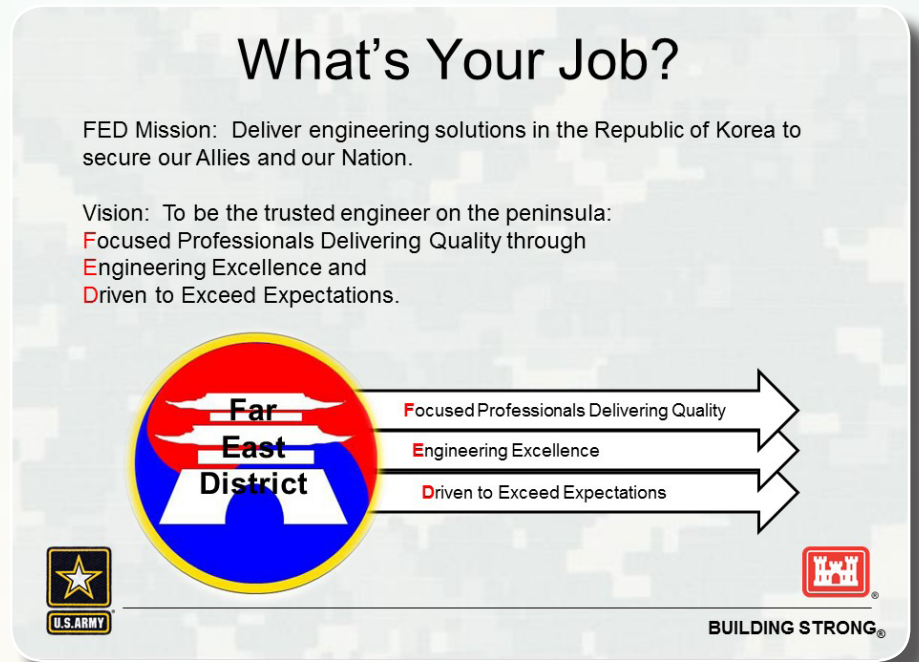 What's Your Job?
FED Mission: Deliver engineering solutions in the Republic of Korea to
secure our Allies and our Nation.
Vision: To be the trusted engineer on the peninsula:
Focused Professionals Delivering Quality through
Engineering Excellence and
Driven to Exceed Expectations.
Far
East
District
Focused Professionals Delivering Quality
Engineering Excellence
Driven to Exceed Expectations
U.S.ARMY
®
BUILDING STRONG®